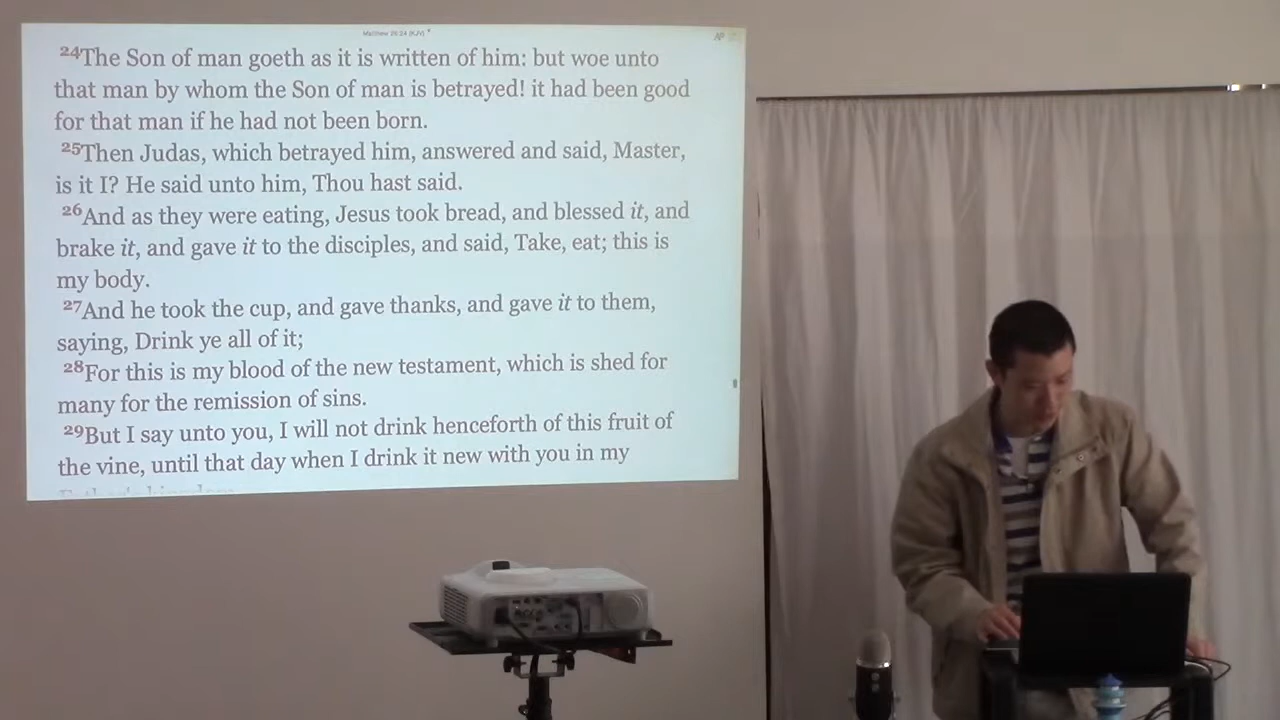 Matthew 26:24 (KJV)
24The Son of man goeth as it is written of him: but woe unto
that man by whom the Son of man is betrayed! it had been good
for that man if he had not been born.
25Then Judas, which betrayed him, answered and said, Master,
is it I? He said unto him, Thou hast said.
26And as they were eating, Jesus took bread, and blessed it, and
brake it, and gave it to the disciples, and said, Take, eat; this is
my body.
27And he took the cup, and gave thanks, and gave it to them,
saying, Drink ye all of it;
28For this is my blood of the new testament, which is shed for
many for the remission of sins.
29But I say unto you, I will not drink henceforth of this fruit of
the vine, until that day when I drink it new with you in my